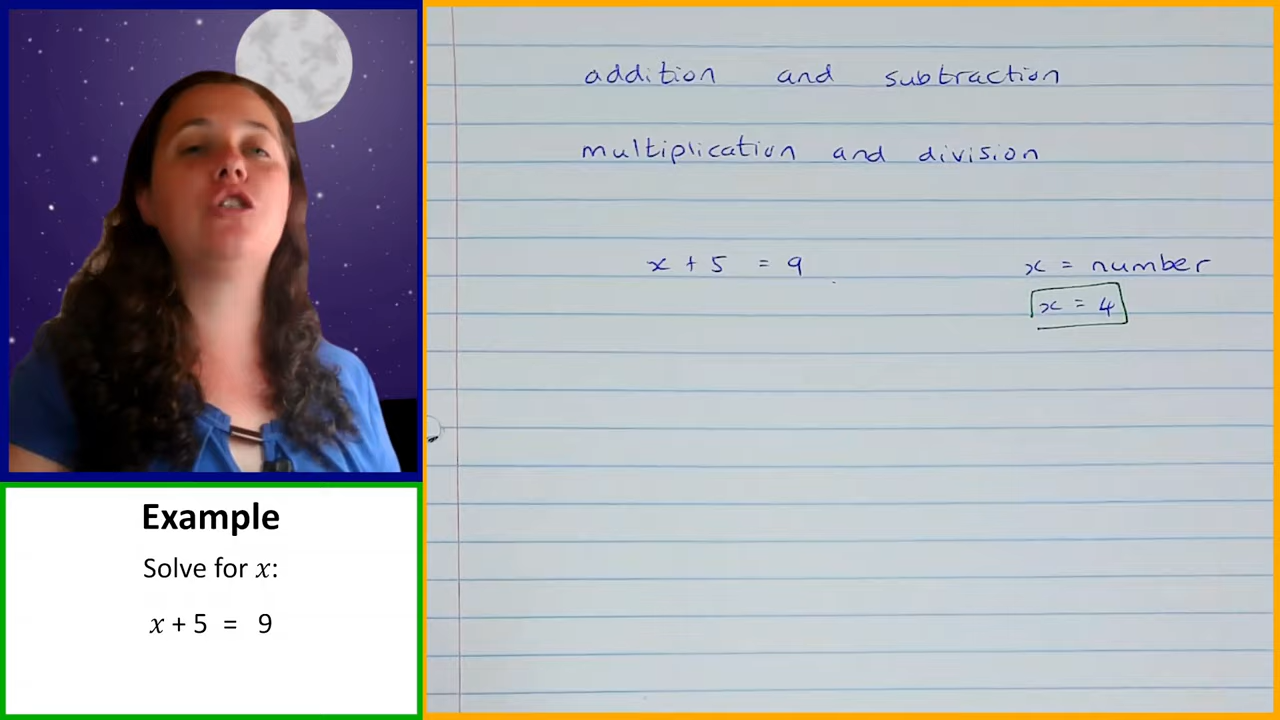 addition and subtraction
multiplication and division
x + 5 = 9
x = number
x = 4
Example
Solve for x:
x + 5 = 9